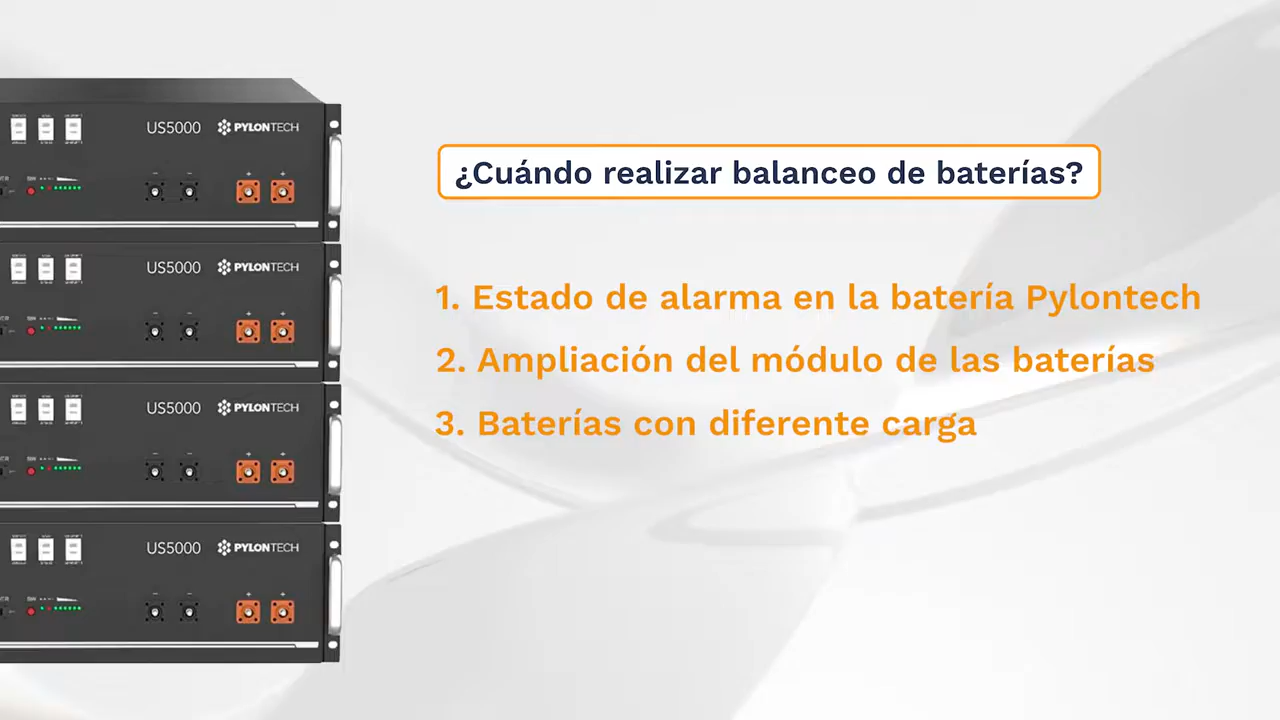 US5000 PYLONTECH
¿Cuándo realizar balanceo de baterías?
US5000 PYLONTECH
1. Estado de alarma en la batería Pylontech
2. Ampliación del módulo de las baterías
US5000 PYLONTECH
3. Baterías con diferente carga
US5000 PYLONTECH